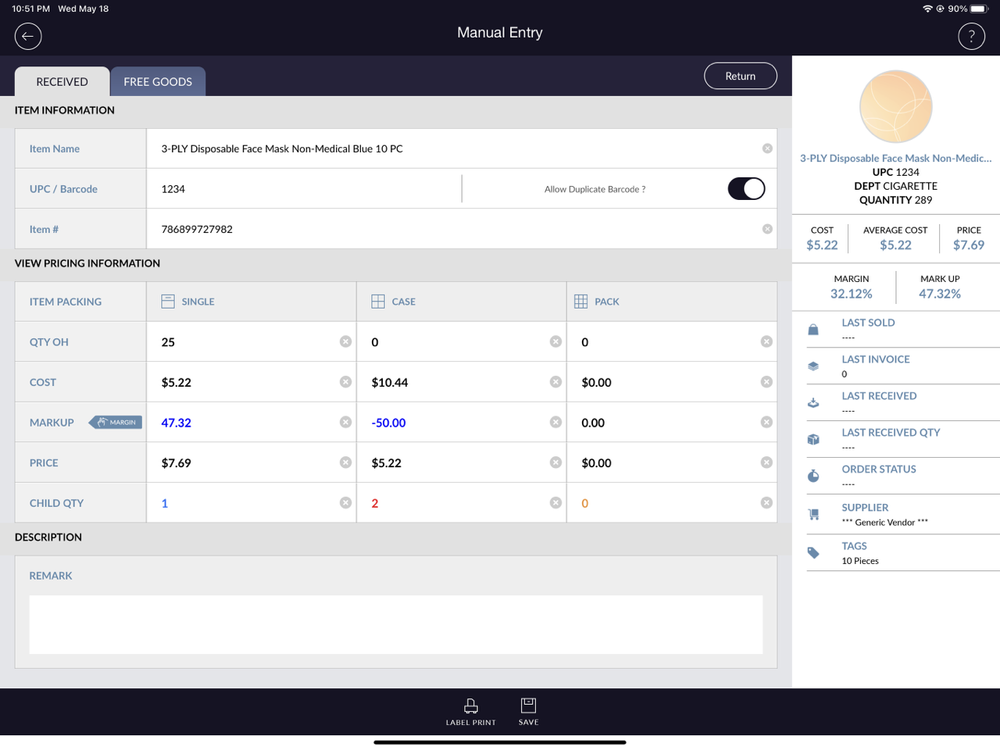 10:51 PM Wed May 18
90%
Manual Entry
?
RECEIVED
FREE GOODS
Return
ITEM INFORMATION
Item Name
3-PLY Disposable Face Mask Non-Medical Blue 10 PC
UPC / Barcode
1234
Allow Duplicate Barcode ?
Item #
786899727982
VIEW PRICING INFORMATION
ITEM PACKING
SINGLE
CASE
PACK
QTY OH
25
0
0
COST
$5.22
$10.44
$0.00
MARKUP
MARGIN
47.32
-50.00
0.00
PRICE
$7.69
$5.22
$0.00
CHILD QTY
1
2
0
DESCRIPTION
REMARK
3-PLY Disposable Face Mask Non-Medic...
UPC 1234
DEPT CIGARETTE
QUANTITY 289
COST
$5.22
AVERAGE COST
$5.22
PRICE
$7.69
MARGIN
32.12%
MARK UP
47.32%
LAST SOLD
----
LAST INVOICE
0
LAST RECEIVED
----
LAST RECEIVED QTY
----
ORDER STATUS
----
SUPPLIER
*** Generic Vendor ***
TAGS
10 Pieces
LABEL PRINT
SAVE